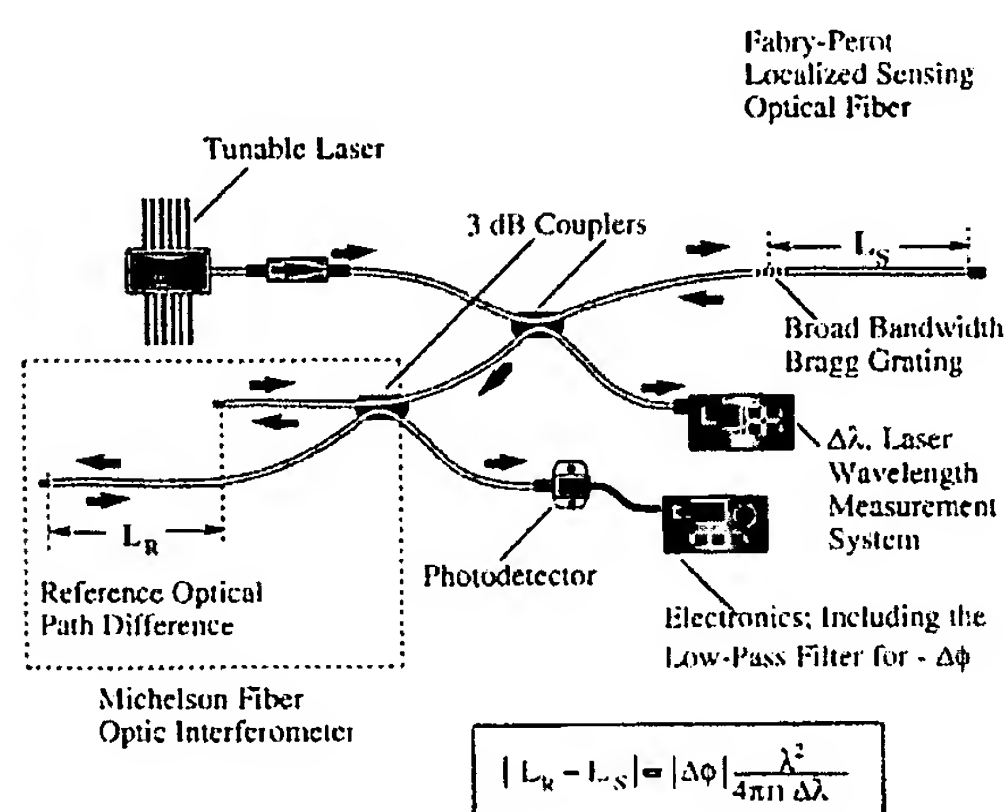 Fabry-Perot
Localized Sensing
Optical Fiber
Tunable Laser
3 dB Couplers
L_S
Broad Bandwidth
Bragg Grating
Δλ, Laser
Wavelength
Measurement
System
L_R
Photodetector
Reference Optical
Path Difference
Electronics; Including the
Low-Pass Filter for - Δϕ
Michelson Fiber
Optic Interferometer
| L_R - L_S | = |Δϕ| λ² / 4πn Δλ